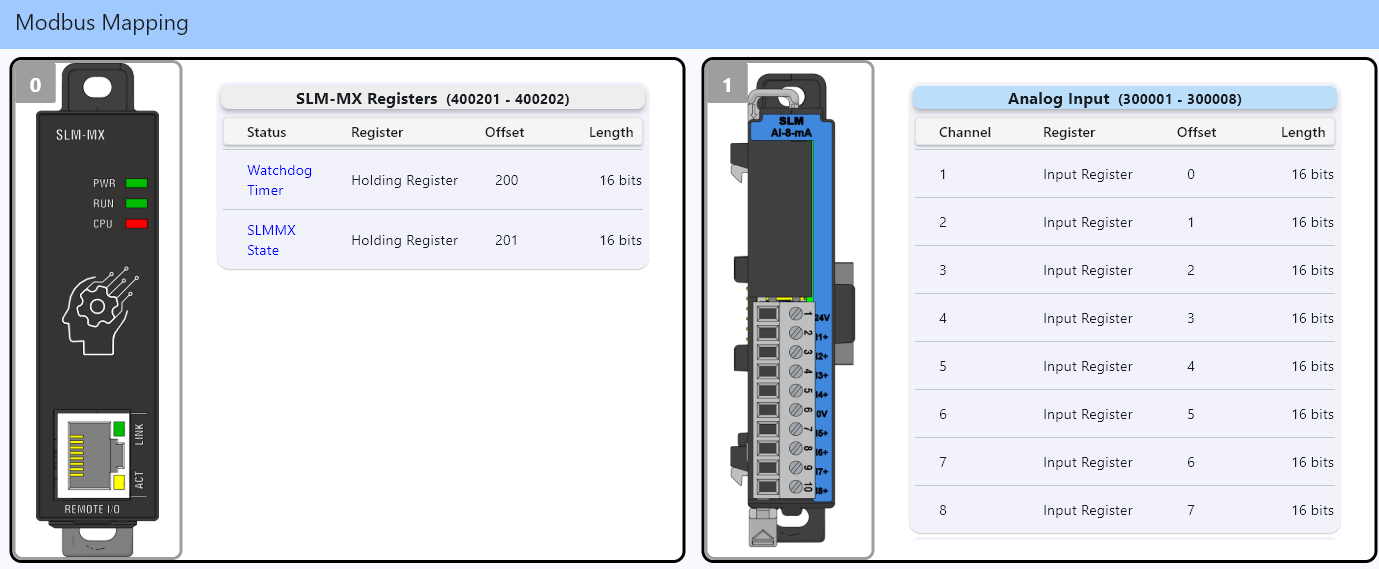 Modbus Mapping
0
SLM-MX
PWR
RUN
CPU
LINK
ACT
REMOTE I/O
SLM-MX Registers (400201 - 400202)
Status Register Offset Length
Watchdog
Timer
Holding Register 200 16 bits
SLMMX
State
Holding Register 201 16 bits
1
SLM
AI-8-mA
1 24V
2 I1+
3 I2+
4 I3+
5 I4+
6 0V
7 I5+
8 I6+
9 I7+
10 I8+
Analog Input (300001 - 300008)
Channel Register Offset Length
1 Input Register 0 16 bits
2 Input Register 1 16 bits
3 Input Register 2 16 bits
4 Input Register 3 16 bits
5 Input Register 4 16 bits
6 Input Register 5 16 bits
7 Input Register 6 16 bits
8 Input Register 7 16 bits